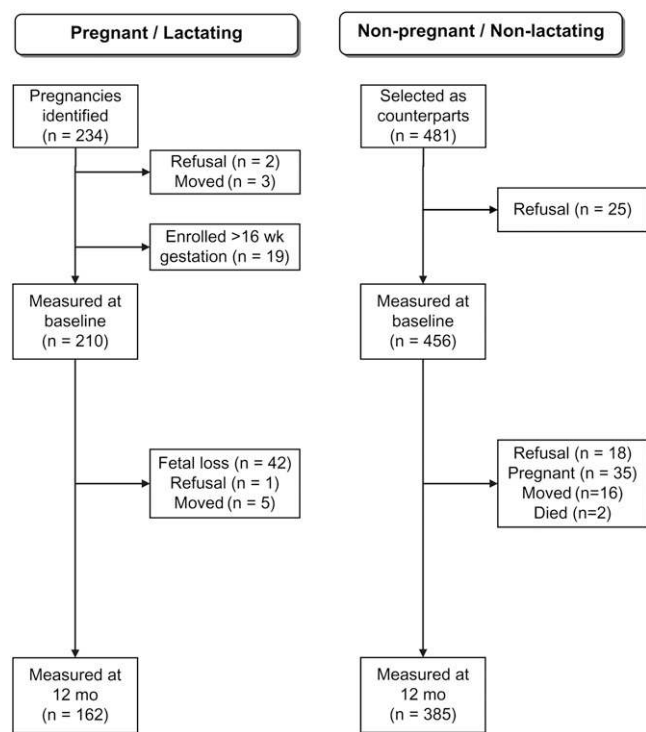 Pregnant / Lactating
Pregnancies
identified
(n = 234)
Refusal (n = 2)
Moved (n = 3)
Enrolled >16 wk
gestation (n = 19)
Measured at
baseline
(n = 210)
Fetal loss (n = 42)
Refusal (n = 1)
Moved (n = 5)
Measured at
12 mo
(n = 162)
Non-pregnant / Non-lactating
Selected as
counterparts
(n = 481)
Refusal (n = 25)
Measured at
baseline
(n = 456)
Refusal (n = 18)
Pregnant (n = 35)
Moved (n=16)
Died (n=2)
Measured at
12 mo
(n = 385)